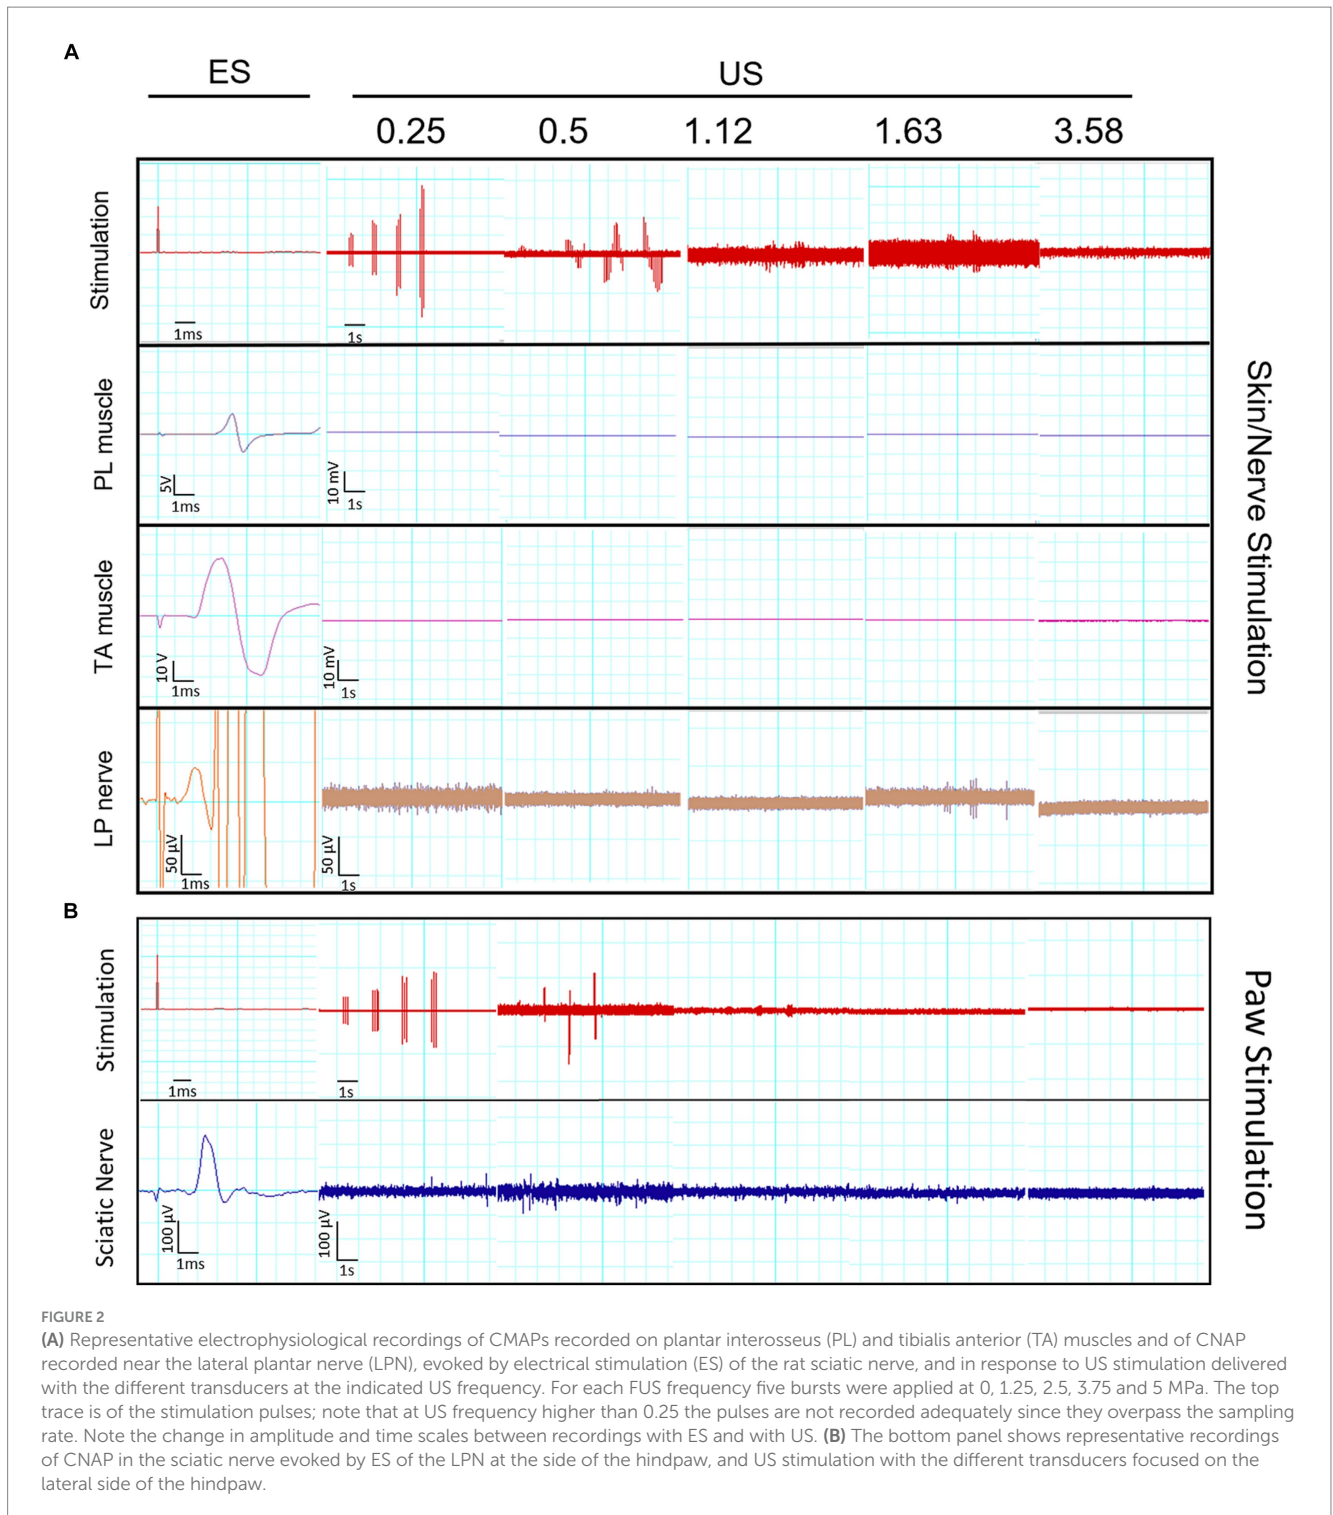 A
ES
US
0.25 0.5 1.12 1.63 3.58
Stimulation
1ms
1s
PL muscle
5V
1ms
10 mV
1s
TA muscle
10 V
1ms
10 mV
1s
LP nerve
50 µV
1ms
50 µV
1s
Skin/Nerve Stimulation
B
Stimulation
1ms
1s
Sciatic Nerve
100 µV
1ms
100 µV
1s
Paw Stimulation
FIGURE 2
(A) Representative electrophysiological recordings of CMAPs recorded on plantar interosseus (PL) and tibialis anterior (TA) muscles and of CNAP
recorded near the lateral plantar nerve (LPN), evoked by electrical stimulation (ES) of the rat sciatic nerve, and in response to US stimulation delivered
with the different transducers at the indicated US frequency. For each FUS frequency five bursts were applied at 0, 1.25, 2.5, 3.75 and 5 MPa. The top
trace is of the stimulation pulses; note that at US frequency higher than 0.25 the pulses are not recorded adequately since they overpass the sampling
rate. Note the change in amplitude and time scales between recordings with ES and with US. (B) The bottom panel shows representative recordings
of CNAP in the sciatic nerve evoked by ES of the LPN at the side of the hindpaw, and US stimulation with the different transducers focused on the
lateral side of the hindpaw.